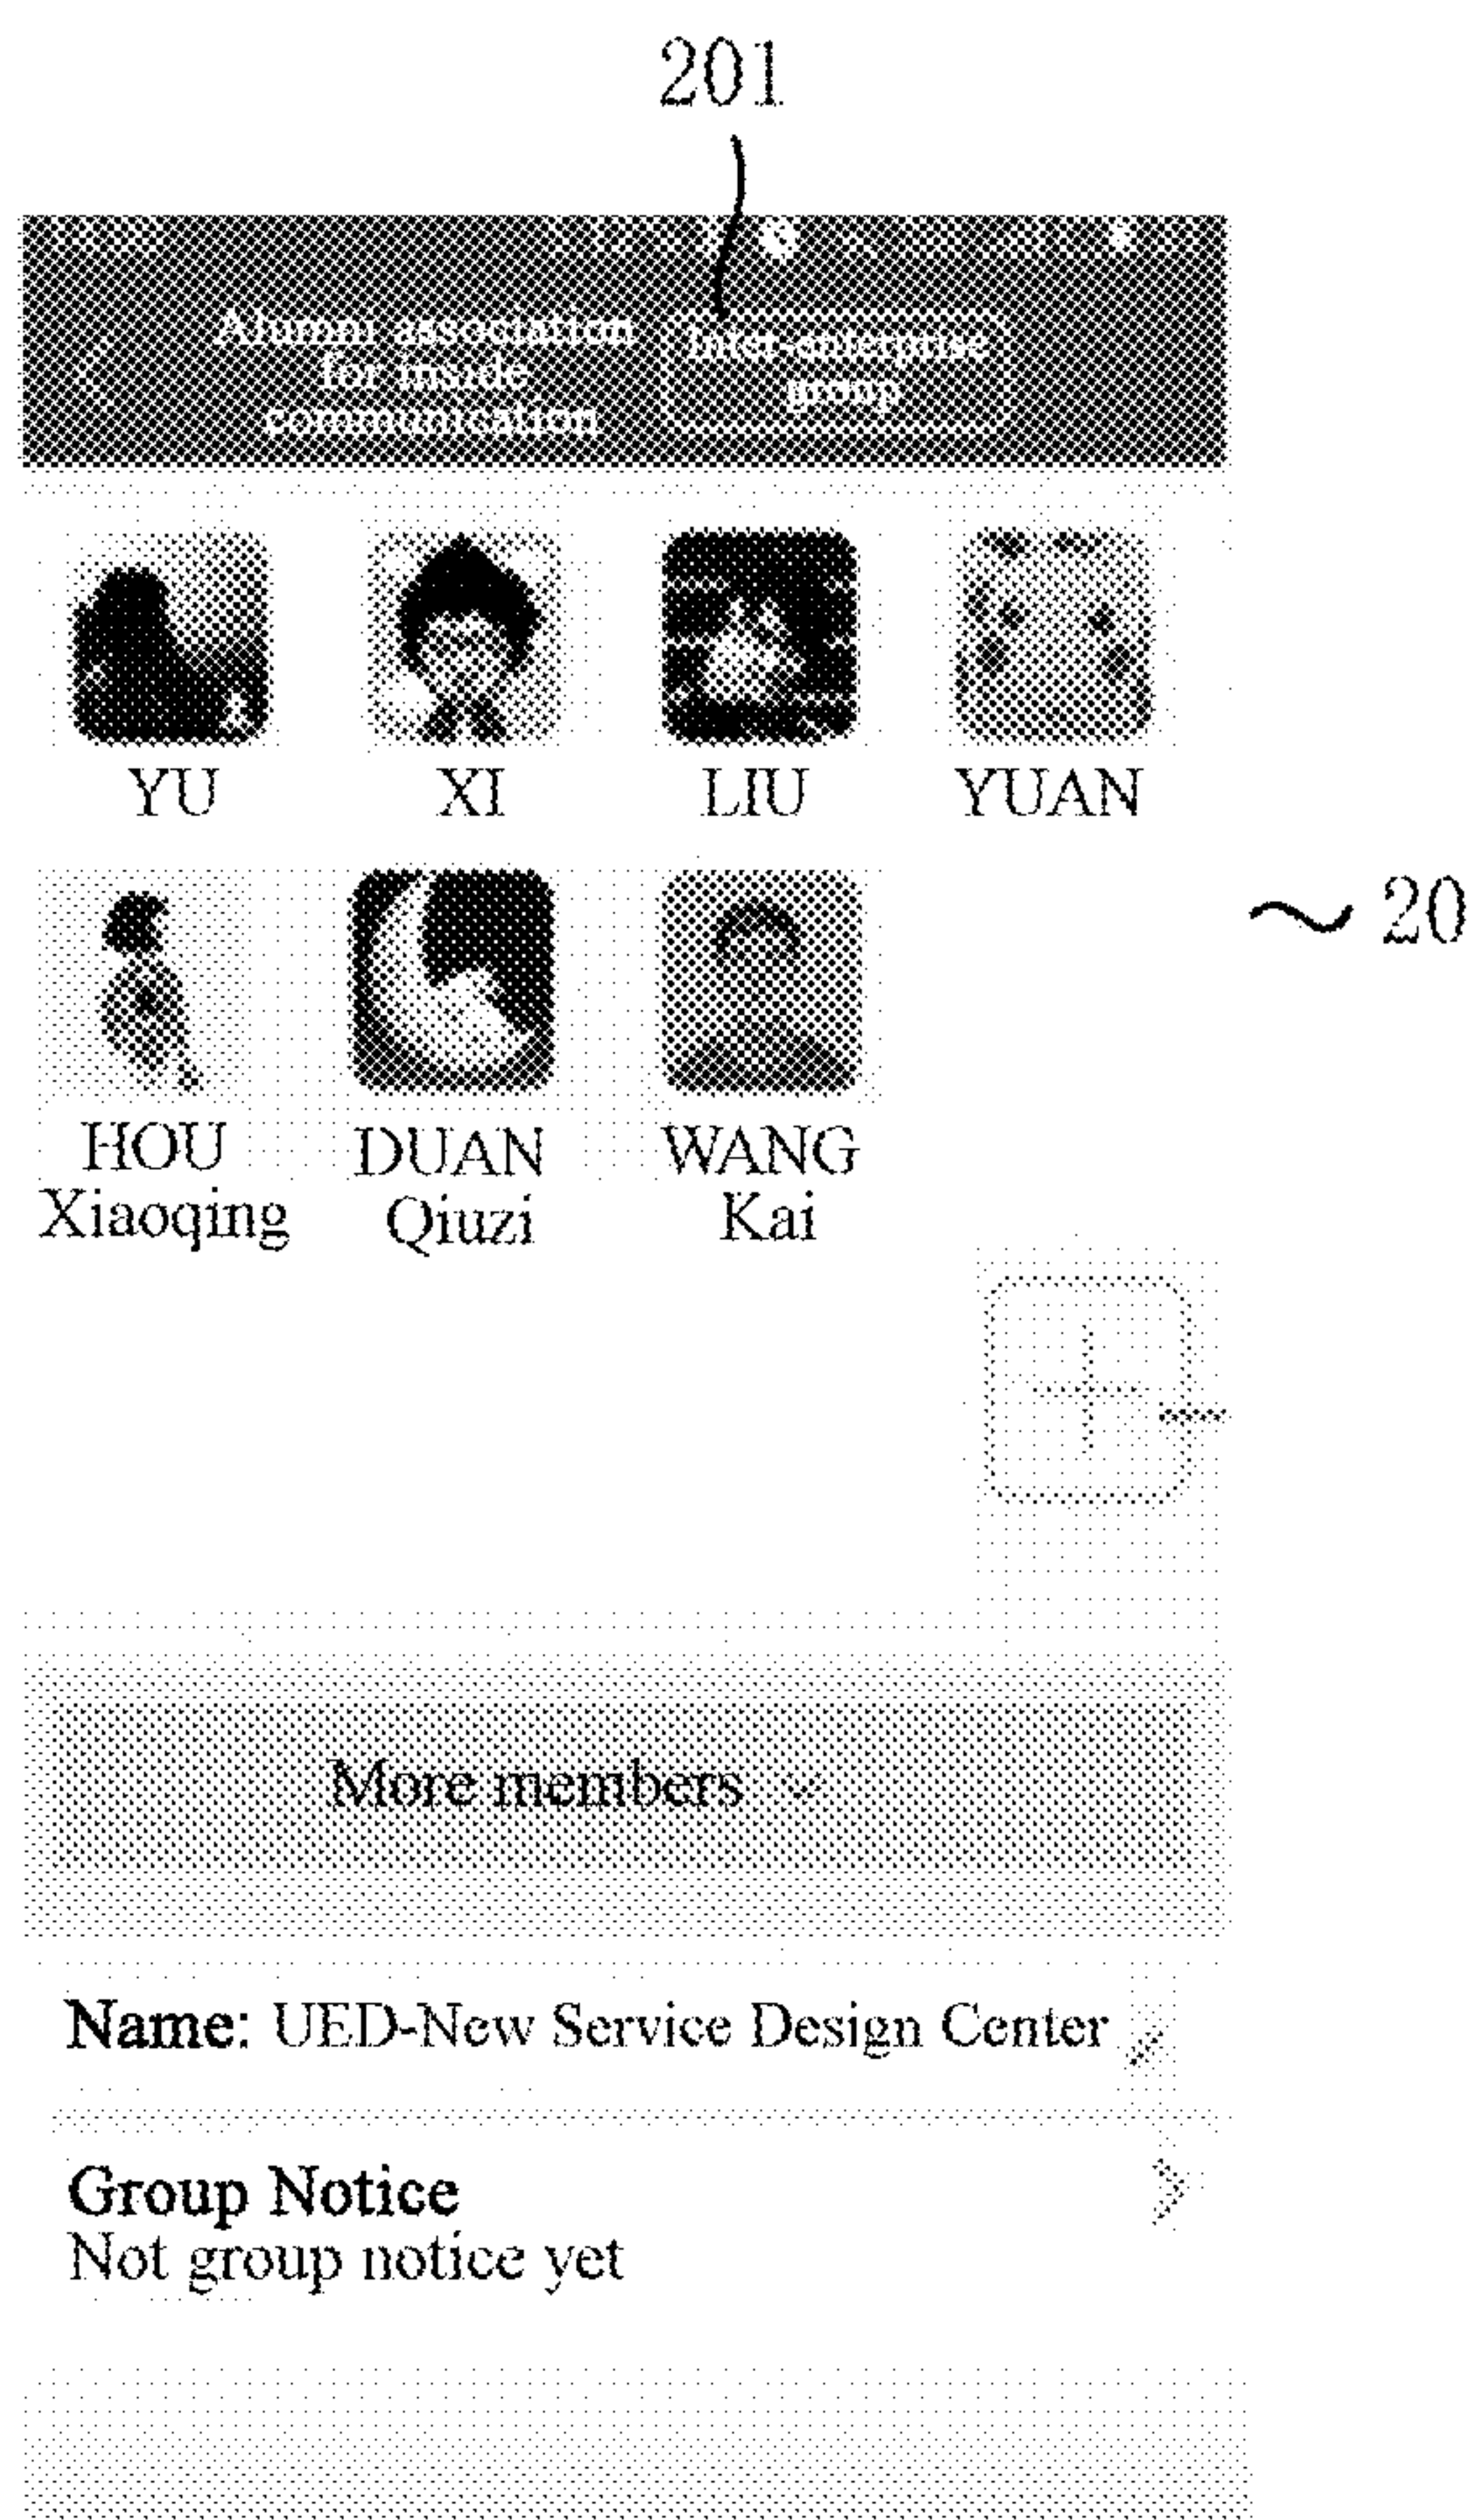 201
Alumni association
for inside
communication
Inter-enterprise
group
YU XI LIU YUAN
20
HOU DUAN WANG
Xiaoqing Qiuzi Kai
More members
Name: UED-New Service Design Center
Group Notice
Not group notice yet